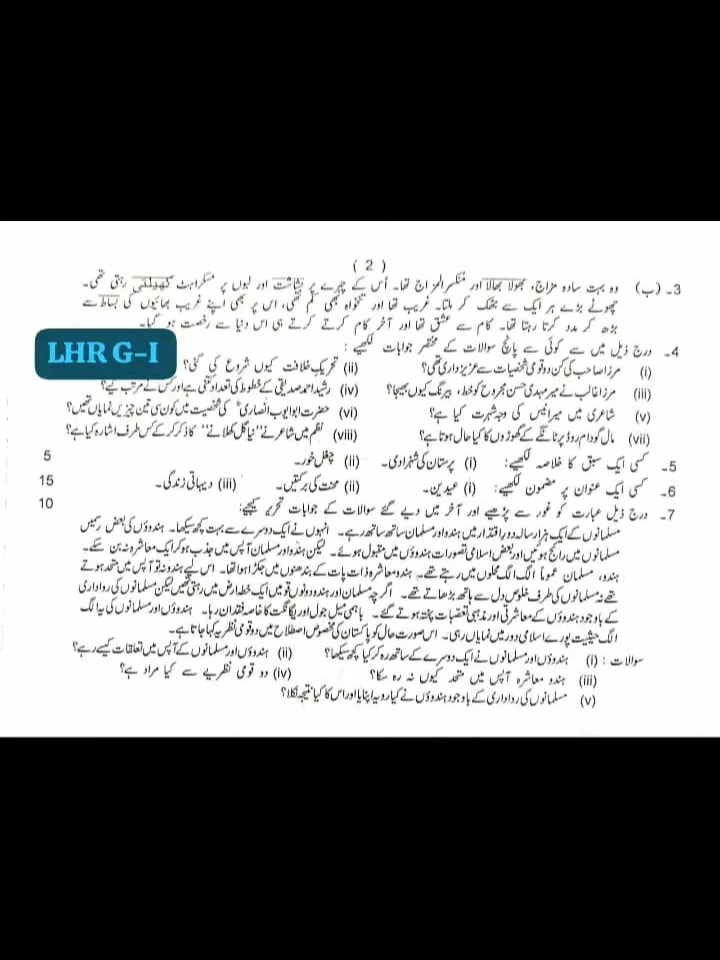 ( 2 )
3۔ (ب) وہ بہت سادہ مزاج، بھولا بھالا اور منکسرالمزاج تھا۔ اُس کے چہرے پر بشاشت اور لبوں پر مسکراہٹ کھیلتی رہتی تھی۔
چھوٹے بڑے ہر ایک سے جھک کر ملتا۔ غریب تھا اور تنخواہ بھی کم تھی، اس پر بھی اپنے غریب بھائیوں کی بساط سے
بڑھ کر مدد کرتا رہتا تھا۔ کام سے عشق تھا اور آخر کام کرتے کرتے ہی اس دنیا سے رخصت ہو گیا۔
LHR G-I
4۔ درج ذیل میں سے کوئی سے پانچ سوالات کے مختصر جوابات لکھیے :
(i) مرزا صاحب کی کن دو قومی شخصیات سے عزیز داری تھی؟ (ii) تحریک خلافت کیوں شروع کی گئی؟
(iii) مرزا غالب نے میر مہدی حسن مجروح کو خط، بیرنگ کیوں بھیجا؟ (iv) رشید احمد صدیقی کے خطوط کی تعداد کتنی ہے اور کس نے مرتب کیے؟
(v) شاعری میں میر انیس کی وجہ شہرت کیا ہے؟ (vi) حضرت ابو ایوب انصاری کی شخصیت میں کون سی تین چیزیں نمایاں تھیں؟
(vii) مال گودام روڈ پر تانگے کے گھوڑوں کا کیا حال ہوتا ہے؟ (viii) نظم میں شاعر نے "نیا گل کھلانے" کا ذکر کر کے کس طرف اشارہ کیا ہے؟
5۔ کسی ایک سبق کا خلاصہ لکھیے: (i) پرستان کی شہزادی۔ (ii) چغل خور۔ 5
6۔ کسی ایک عنوان پر مضمون لکھیے: (i) عیدین۔ (ii) محنت کی برکتیں۔ (iii) دیہاتی زندگی۔ 15
7۔ درج ذیل عبارت کو غور سے پڑھیے اور آخر میں دیے گئے سوالات کے جوابات تحریر کیجیے: 10
مسلمانوں کے ایک ہزار سالہ دور اقتدار میں ہندو اور مسلمان ساتھ ساتھ رہے۔ انہوں نے ایک دوسرے سے بہت کچھ سیکھا۔ ہندوؤں کی بعض رسمیں
مسلمانوں میں رائج ہوئیں اور بعض اسلامی تصورات ہندوؤں میں مقبول ہوئے۔ لیکن ہندو اور مسلمان آپس میں جذب ہو کر ایک معاشرہ نہ بن سکے۔
ہندو، مسلمان عموماً الگ الگ محلوں میں رہتے تھے۔ ہندو معاشرہ ذات پات کے بندھنوں میں جکڑا ہوا تھا۔ اس لیے ہندو نہ تو آپس میں متحد ہوتے
تھے نہ مسلمانوں کی طرف خلوص دل سے ہاتھ بڑھاتے تھے۔ اگرچہ مسلمان اور ہندو دونوں قومیں ایک خطہ ارض میں رہتی تھیں لیکن مسلمانوں کی رواداری
کے باوجود ہندوؤں کے معاشرتی اور مذہبی تعصبات پختہ ہوتے گئے۔ باہمی میل جول اور یگانگت کا خاصہ فقدان رہا۔ ہندوؤں اور مسلمانوں کی یہ الگ
الگ حیثیت پورے اسلامی دور میں نمایاں رہی۔ اس صورت حال کو پاکستان کی مخصوص اصطلاح میں دو قومی نظریہ کہا جاتا ہے۔
سوالات : (i) ہندوؤں اور مسلمانوں نے ایک دوسرے کے ساتھ رہ کر کیا کچھ سیکھا؟ (ii) ہندوؤں اور مسلمانوں کے آپس میں تعلقات کیسے رہے؟
(iii) ہندو معاشرہ آپس میں متحد کیوں نہ رہ سکا؟ (iv) دو قومی نظریے سے کیا مراد ہے؟
(v) مسلمانوں کی رواداری کے باوجود ہندوؤں نے کیا رویہ اپنایا اور اس کا کیا نتیجہ نکلا؟